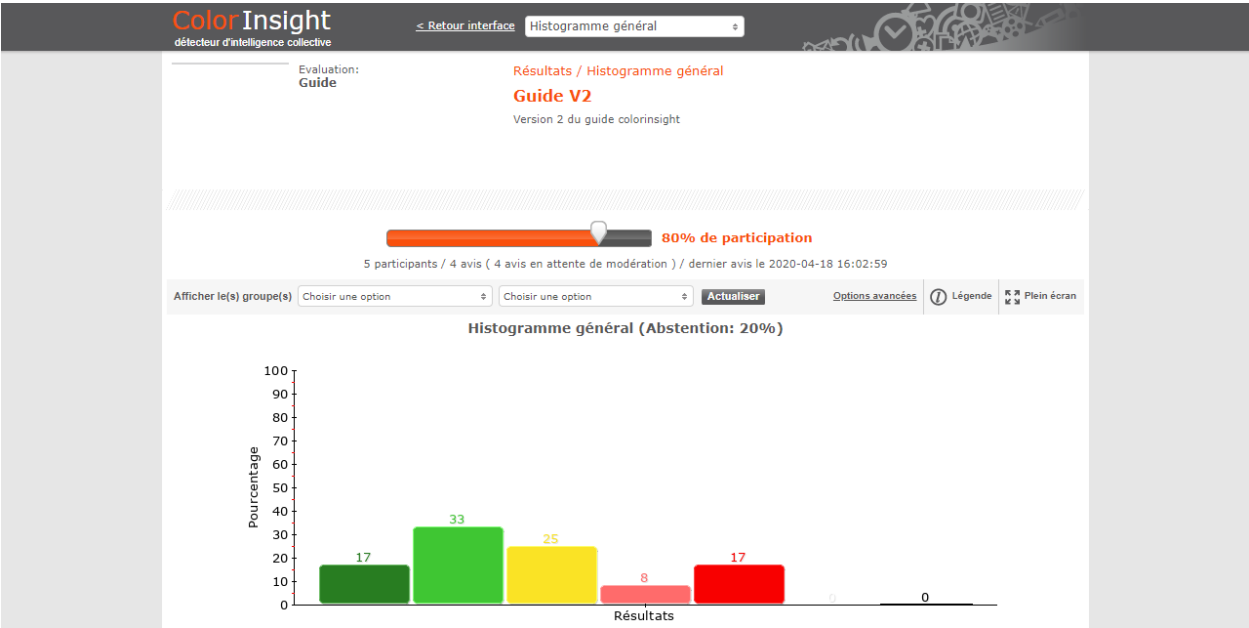 ColorInsight
détecteur d'intelligence collective
< Retour interface
Histogramme général
Evaluation:
Guide
Résultats / Histogramme général
Guide V2
Version 2 du guide colorinsight
80% de participation
5 participants / 4 avis ( 4 avis en attente de modération ) / dernier avis le 2020-04-18 16:02:59
Afficher le(s) groupe(s) Choisir une option Choisir une option Actualiser Options avancées Légende Plein écran
Histogramme général (Abstention: 20%)
100
90
80
70
60
50
40
30
20
10
0
Pourcentage
17
33
25
8
17
0
0
Résultats